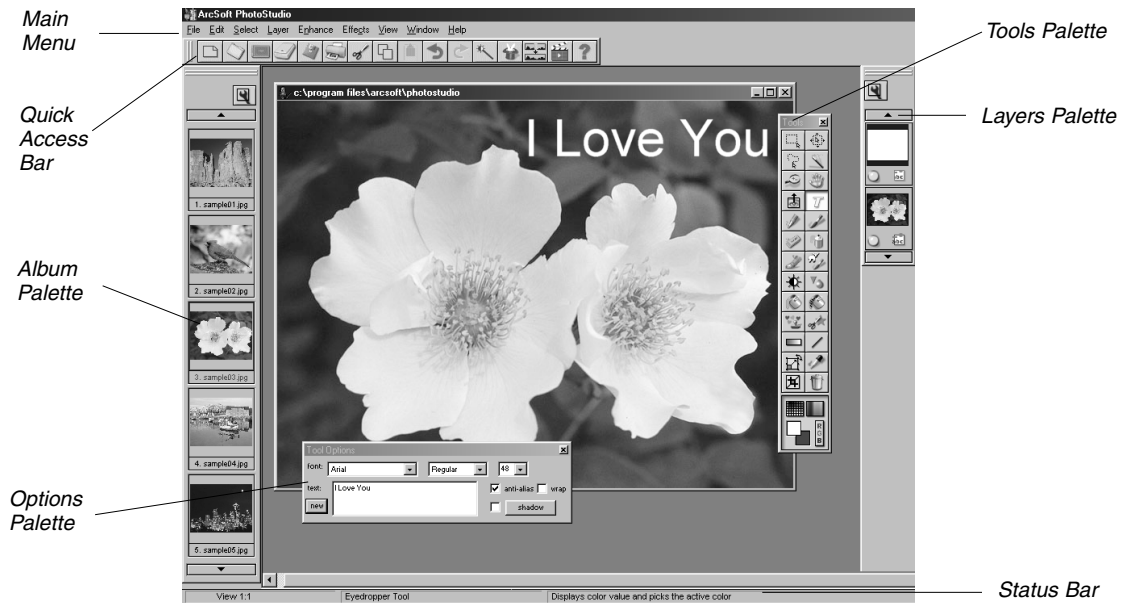 ArcSoft PhotoStudio
Main
Menu
File Edit Select Layer Enhance Effects View Window Help
Tools Palette
Quick
Access
Bar
c:\program files\arcsoft\photostudio
Tools
Layers Palette
I Love You
1. sample01.jpg
2. sample02.jpg
Album
Palette
3. sample03.jpg
4. sample04.jpg
5. sample05.jpg
R
G
B
Options
Palette
Tool Options
font: Arial Regular 48
text: I Love You
anti-alias wrap
new
shadow
View 1:1 Eyedropper Tool Displays color value and picks the active color
Status Bar